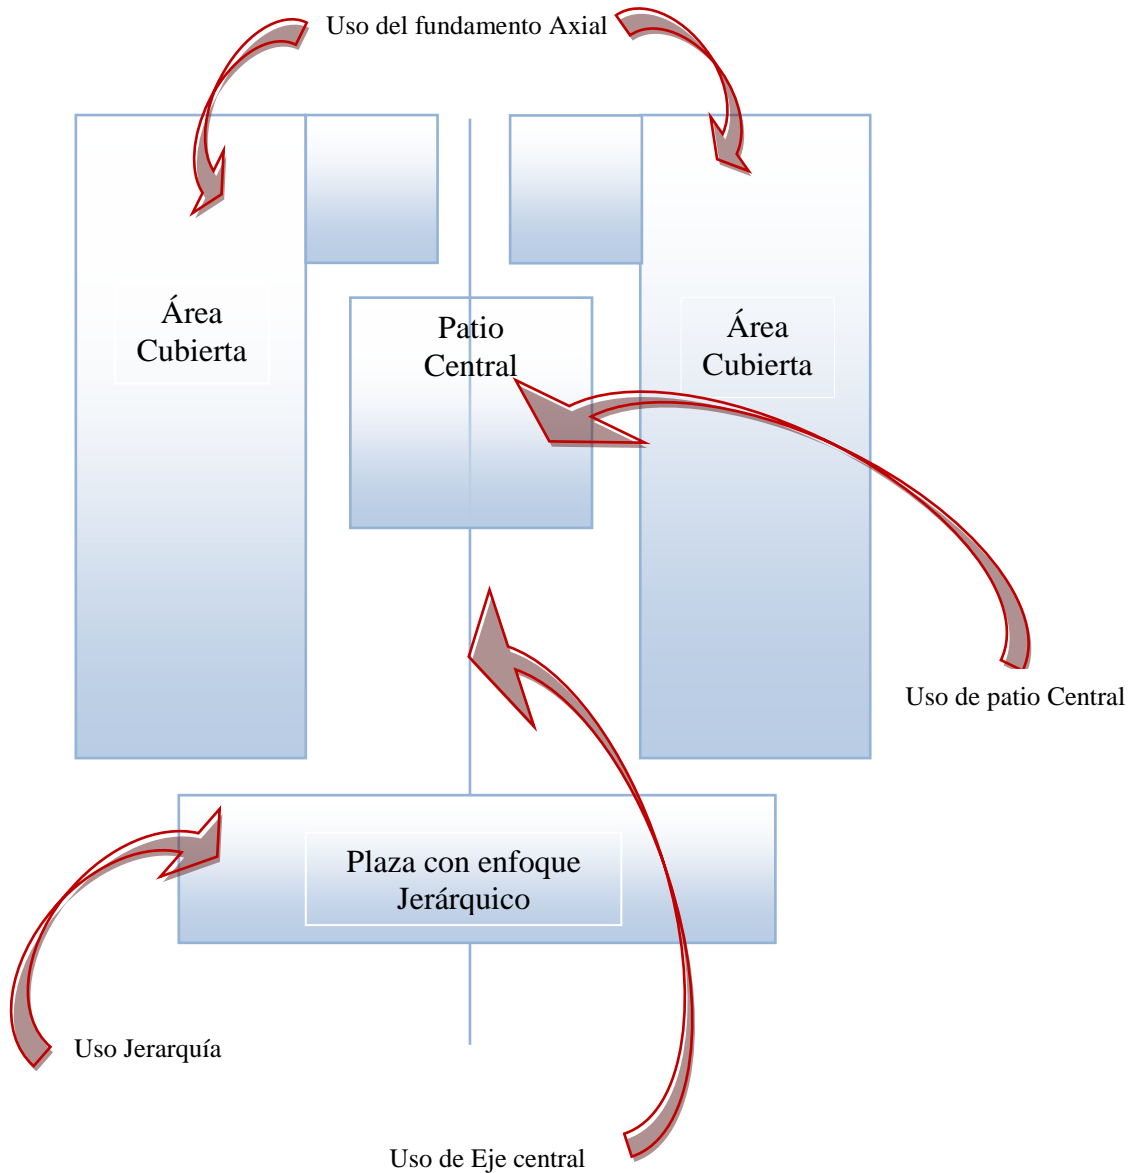 Uso del fundamento Axial
Área
Cubierta
Patio
Central
Área
Cubierta
Uso de patio Central
Plaza con enfoque
Jerárquico
Uso Jerarquía
Uso de Eje central